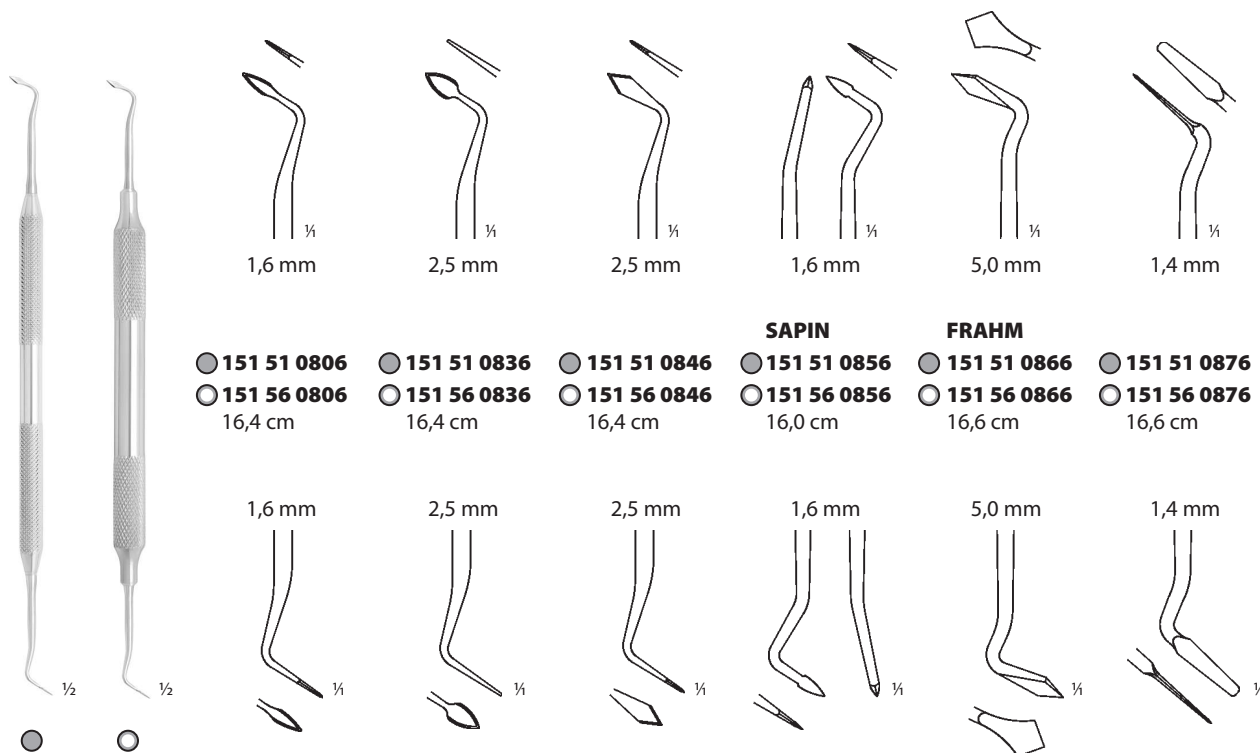 ¹⁄₁ ¹⁄₁ ¹⁄₁ ¹⁄₁ ¹⁄₁ ¹⁄₁
1,6 mm 2,5 mm 2,5 mm 1,6 mm 5,0 mm 1,4 mm
SAPIN FRAHM
151 51 0806 151 51 0836 151 51 0846 151 51 0856 151 51 0866 151 51 0876
151 56 0806 151 56 0836 151 56 0846 151 56 0856 151 56 0866 151 56 0876
16,4 cm 16,4 cm 16,4 cm 16,0 cm 16,6 cm 16,6 cm
1,6 mm 2,5 mm 2,5 mm 1,6 mm 5,0 mm 1,4 mm
½ ½ ¹⁄₁ ¹⁄₁ ¹⁄₁ ¹⁄₁ ¹⁄₁